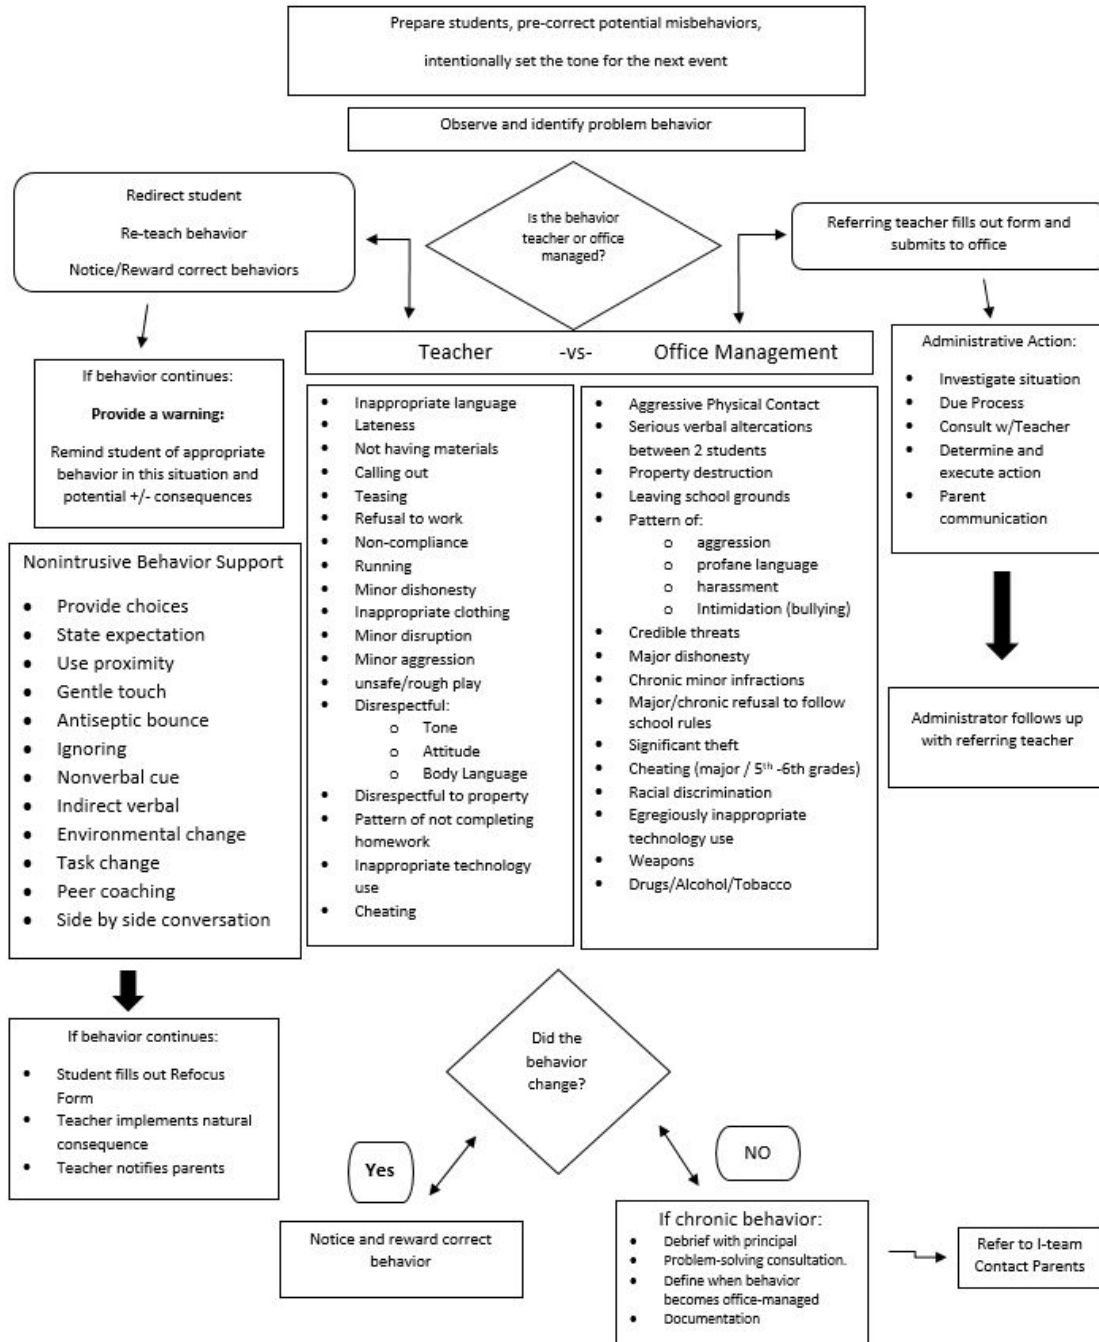 Prepare students, pre-correct potential misbehaviors,
intentionally set the tone for the next event
Observe and identify problem behavior
Is the behavior
teacher or office
managed?
Redirect student
Re-teach behavior
Notice/Reward correct behaviors
Referring teacher fills out form and
submits to office
If behavior continues:
Provide a warning:
Remind student of appropriate
behavior in this situation and
potential +/- consequences
Nonintrusive Behavior Support
• Provide choices
• State expectation
• Use proximity
• Gentle touch
• Antiseptic bounce
• Ignoring
• Nonverbal cue
• Indirect verbal
• Environmental change
• Task change
• Peer coaching
• Side by side conversation
If behavior continues:
• Student fills out Refocus
Form
• Teacher implements natural
consequence
• Teacher notifies parents
Teacher -vs- Office Management
• Inappropriate language
• Lateness
• Not having materials
• Calling out
• Teasing
• Refusal to work
• Non-compliance
• Running
• Minor dishonesty
• Inappropriate clothing
• Minor disruption
• Minor aggression
• unsafe/rough play
• Disrespectful:
o Tone
o Attitude
o Body Language
• Disrespectful to property
• Pattern of not completing
homework
• Inappropriate technology
use
• Cheating
• Aggressive Physical Contact
• Serious verbal altercations
between 2 students
• Property destruction
• Leaving school grounds
• Pattern of:
o aggression
o profane language
o harassment
o Intimidation (bullying)
• Credible threats
• Major dishonesty
• Chronic minor infractions
• Major/chronic refusal to follow
school rules
• Significant theft
• Cheating (major / 5th -6th grades)
• Racial discrimination
• Egregiously inappropriate
technology use
• Weapons
• Drugs/Alcohol/Tobacco
Administrative Action:
• Investigate situation
• Due Process
• Consult w/Teacher
• Determine and
execute action
• Parent
communication
Administrator follows up
with referring teacher
Did the
behavior
change?
Yes
NO
Notice and reward correct
behavior
If chronic behavior:
• Debrief with principal
• Problem-solving consultation.
• Define when behavior
becomes office-managed
• Documentation
Refer to I-team
Contact Parents